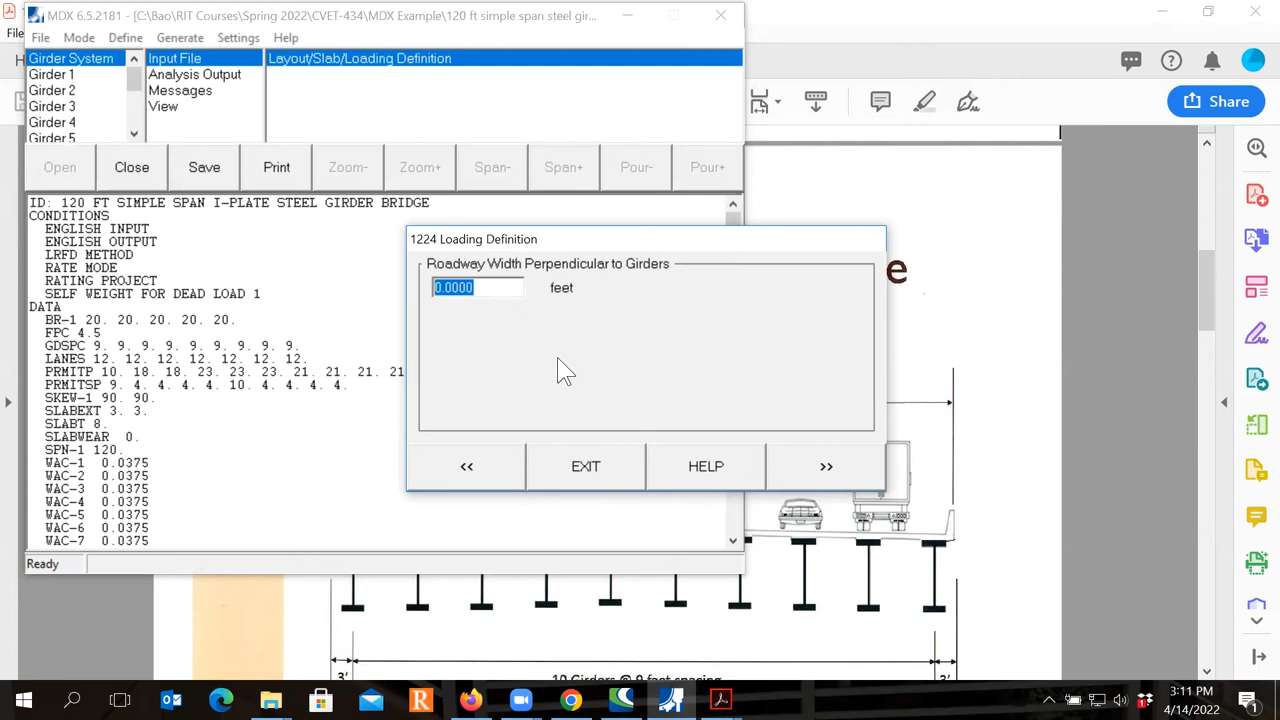 MDX 6.5.2181 - [C:\Bao\RIT Courses\Spring 2022\CVET-434\MDX Example\120 ft simple span steel gir...
File Mode Define Generate Settings Help
Girder System
Girder 1
Girder 2
Girder 3
Girder 4
Girder 5
Input File
Analysis Output
Messages
View
Layout/Slab/Loading Definition
Open Close Save Print Zoom- Zoom+ Span- Span+ Pour- Pour+
Share
ID: 120 FT SIMPLE SPAN I-PLATE STEEL GIRDER BRIDGE
CONDITIONS
ENGLISH INPUT
ENGLISH OUTPUT
LRFD METHOD
RATE MODE
RATING PROJECT
SELF WEIGHT FOR DEAD LOAD 1
DATA
BR-1 20. 20. 20. 20. 20.
FPC 4.5
GDSPC 9. 9. 9. 9. 9. 9. 9. 9. 9.
LANES 12. 12. 12. 12. 12. 12. 12.
PRMITP 10. 18. 18. 23. 23. 23. 21. 21. 21. 21
PRMITSP 9. 4. 4. 4. 4. 10. 4. 4. 4. 4.
SKEW-1 90. 90.
SLABEXT 3. 3.
SLABT 8.
SLABWEAR 0.
SPN-1 120.
WAC-1 0.0375
WAC-2 0.0375
WAC-3 0.0375
WAC-4 0.0375
WAC-5 0.0375
WAC-6 0.0375
WAC-7 0.0375
Ready
1224 Loading Definition
Roadway Width Perpendicular to Girders
0.0000 feet
<< EXIT HELP >>
e
3'
10 Girders @ 9 feet spacing
3'
3:11 PM
4/14/2022